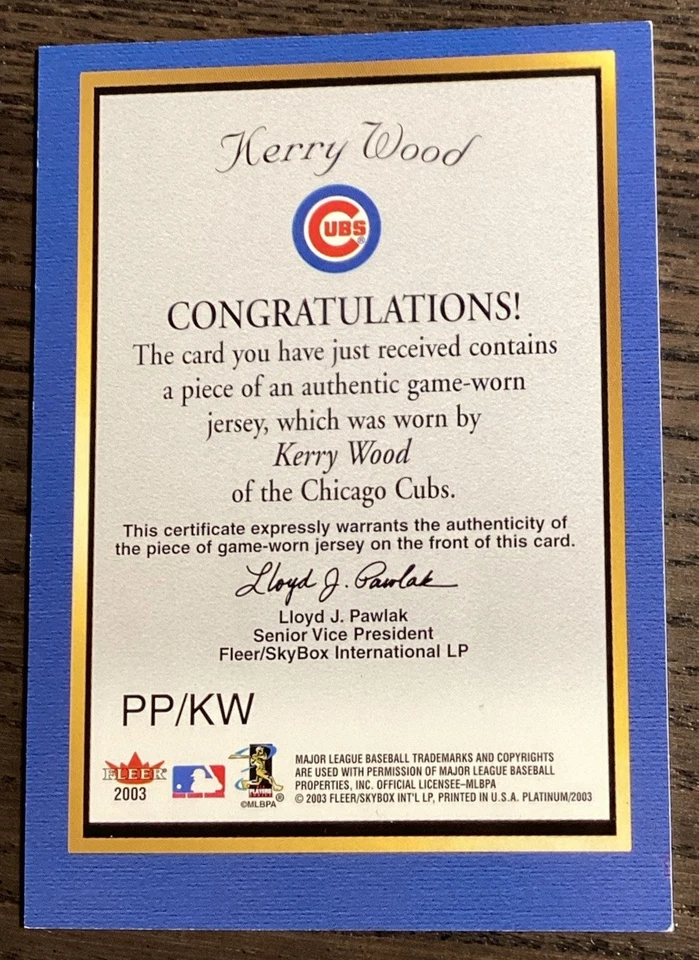 Kerry Wood
CUBS®
CONGRATULATIONS!
The card you have just received contains
a piece of an authentic game-worn
jersey, which was worn by
Kerry Wood
of the Chicago Cubs.
This certificate expressly warrants the authenticity of
the piece of game-worn jersey on the front of this card.
Lloyd J. Pawlak
Lloyd J. Pawlak
Senior Vice President
Fleer/SkyBox International LP
PP/KW
FLEER
2003
PLAYERS
®
©MLBPA
MAJOR LEAGUE BASEBALL TRADEMARKS AND COPYRIGHTS
ARE USED WITH PERMISSION OF MAJOR LEAGUE BASEBALL
PROPERTIES, INC. OFFICIAL LICENSEE–MLBPA
© 2003 FLEER/SKYBOX INT'L LP, PRINTED IN U.S.A. PLATINUM/2003